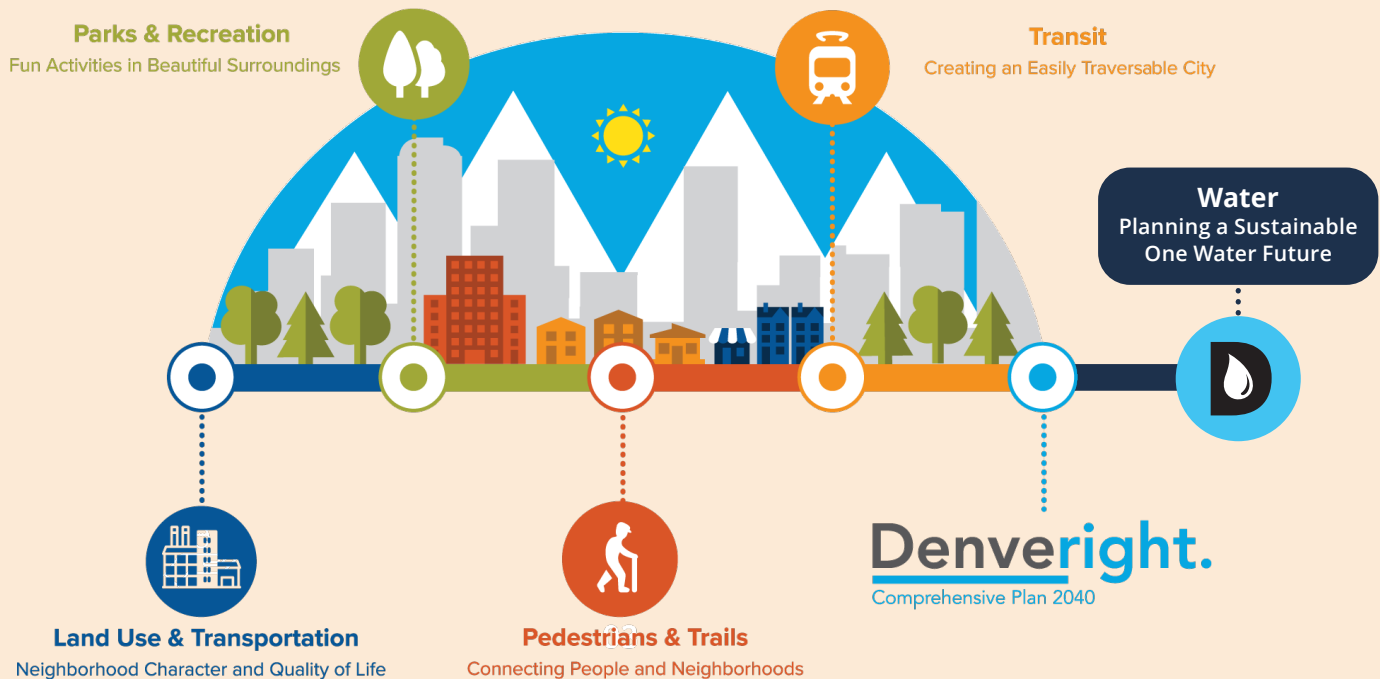 Parks & Recreation
Fun Activities in Beautiful Surroundings
Transit
Creating an Easily Traversable City
Water
Planning a Sustainable
One Water Future
D
Denveright.
Comprehensive Plan 2040
Land Use & Transportation
Neighborhood Character and Quality of Life
Pedestrians & Trails
Connecting People and Neighborhoods